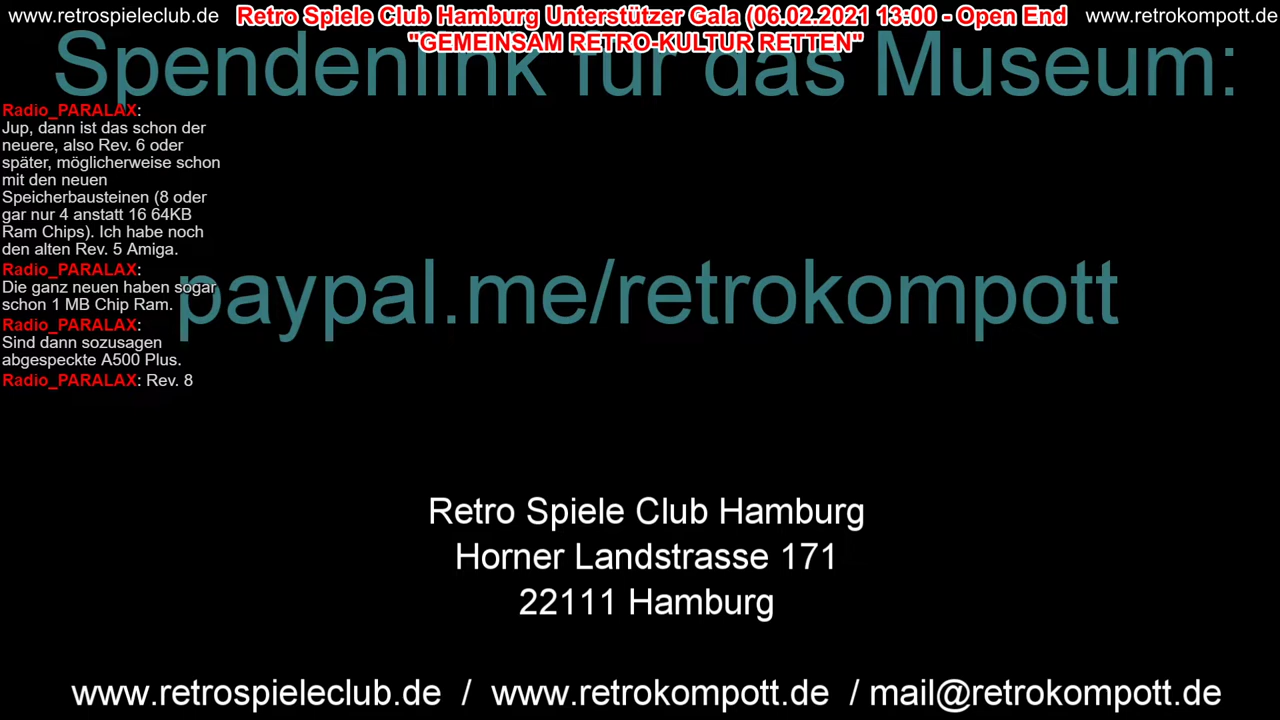 www.retrospieleclub.de
Retro Spiele Club Hamburg Unterstützer Gala (06.02.2021 13:00 - Open End
www.retrokompott.de
"GEMEINSAM RETRO-KULTUR RETTEN"
Spendenlink für das Museum:
Radio_PARALAX:
Jup, dann ist das schon der
neuere, also Rev. 6 oder
später, möglicherweise schon
mit den neuen
Speicherbausteinen (8 oder
gar nur 4 anstatt 16 64KB
Ram Chips). Ich habe noch
den alten Rev. 5 Amiga.
Radio_PARALAX:
Die ganz neuen haben sogar
schon 1 MB Chip Ram.
Radio_PARALAX:
Sind dann sozusagen
abgespeckte A500 Plus.
Radio_PARALAX: Rev. 8
paypal.me/retrokompott
Retro Spiele Club Hamburg
Horner Landstrasse 171
22111 Hamburg
www.retrospieleclub.de / www.retrokompott.de / mail@retrokompott.de